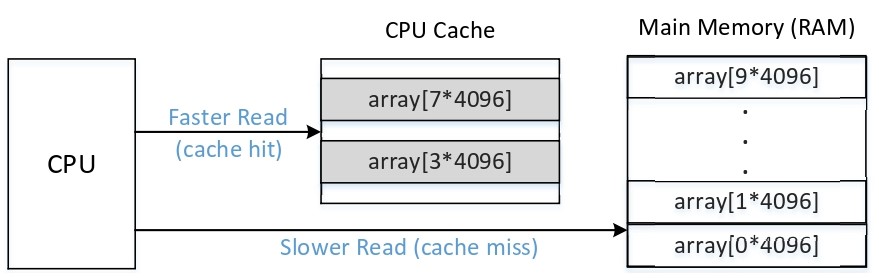 CPU Cache
Main Memory (RAM)
CPU
Faster Read
(cache hit)
array[7*4096]
array[3*4096]
Slower Read (cache miss)
array[9*4096]
.
.
.
array[1*4096]
array[0*4096]